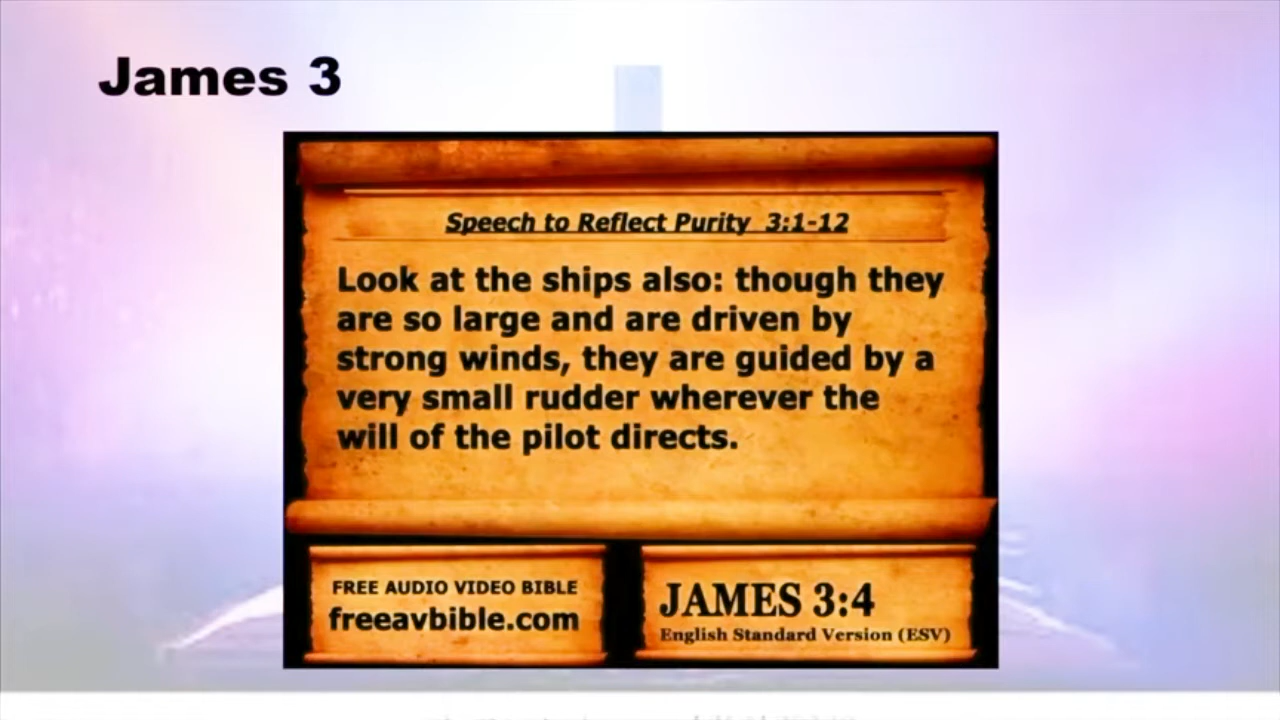 James 3
Speech to Reflect Purity 3:1-12
Look at the ships also: though they
are so large and are driven by
strong winds, they are guided by a
very small rudder wherever the
will of the pilot directs.
FREE AUDIO VIDEO BIBLE
freeavbible.com
JAMES 3:4
English Standard Version (ESV)